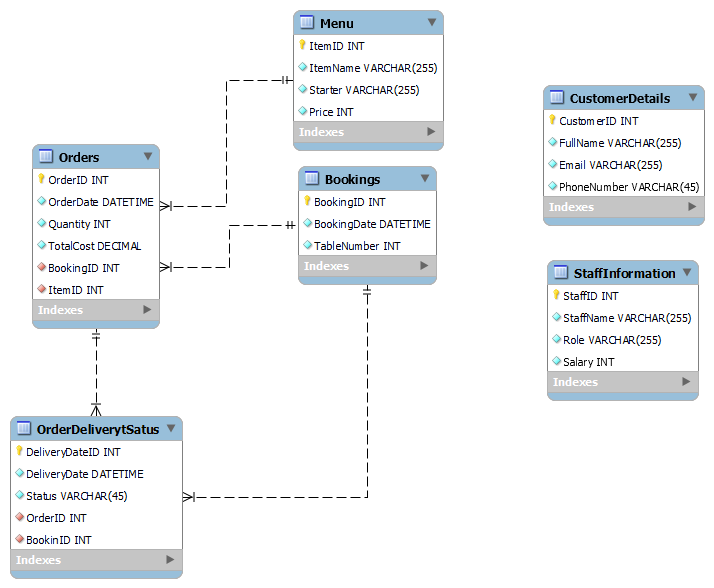 Menu
ItemID INT
ItemName VARCHAR(255)
Starter VARCHAR(255)
Price INT
Indexes
CustomerDetails
CustomerID INT
FullName VARCHAR(255)
Email VARCHAR(255)
PhoneNumber VARCHAR(45)
Indexes
Orders
OrderID INT
OrderDate DATETIME
Quantity INT
TotalCost DECIMAL
BookingID INT
ItemID INT
Indexes
Bookings
BookingID INT
BookingDate DATETIME
TableNumber INT
Indexes
StaffInformation
StaffID INT
StaffName VARCHAR(255)
Role VARCHAR(255)
Salary INT
Indexes
OrderDeliverytSatus
DeliveryDateID INT
DeliveryDate DATETIME
Status VARCHAR(45)
OrderID INT
BookinID INT
Indexes